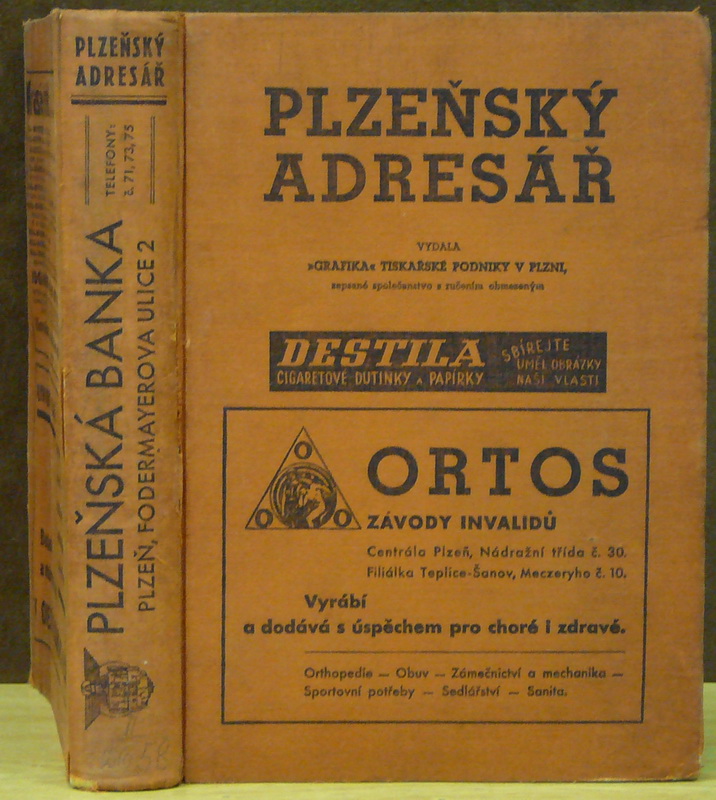 PLZEŇSKÝ
ADRESÁŘ
TELEFONY:
č. 71, 73, 75
PLZEŇSKÁ BANKA
PLZEŇ, FODERMAYEROVA ULICE 2
PLZEŇSKÝ
ADRESÁŘ
VYDALA
»GRAFIKA« TISKAŘSKÉ PODNIKY V PLZNI,
zapsané společenstvo s ručením obmezeným
DESTILA
CIGARETOVÉ DUTINKY A PAPÍRKY
SBÍREJTE
UMĚL. OBRÁZKY
NAŠÍ VLASTI
O
O O
ORTOS
ZÁVODY INVALIDŮ
Centrála Plzeň, Nádražní třída č. 30.
Filiálka Teplice-Šanov, Meczeryho č. 10.
Vyrábí
a dodává s úspěchem pro choré i zdravé.
Orthopedie — Obuv — Zámečnictví a mechanika —
Sportovní potřeby — Sedlářství — Sanita.